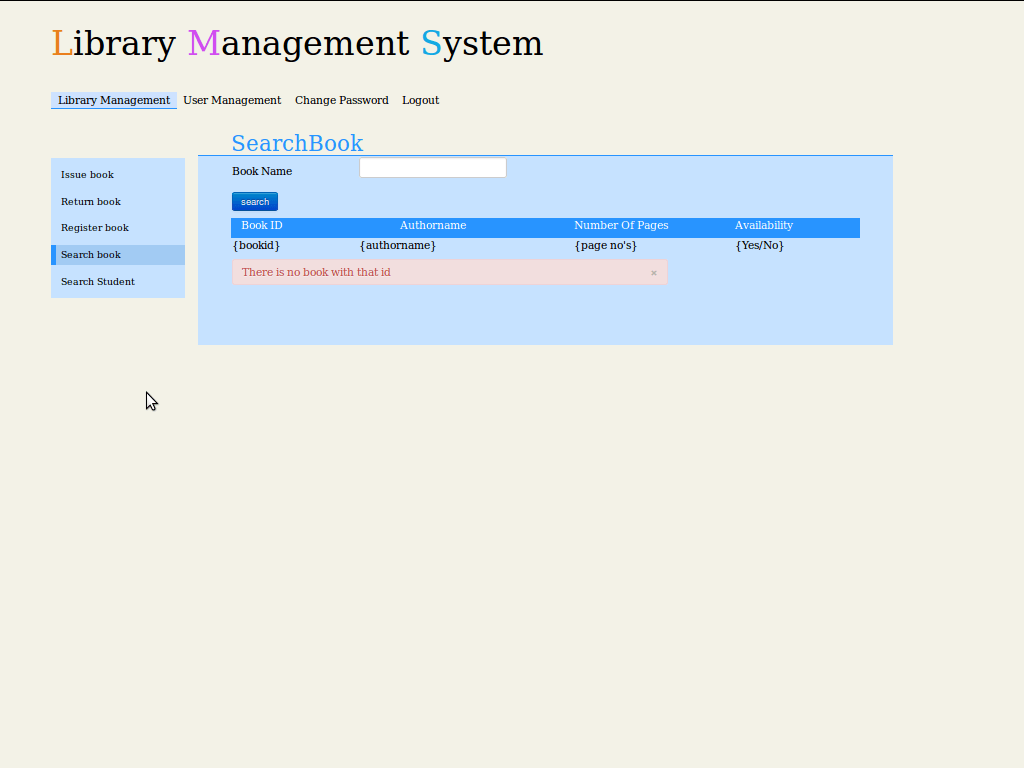 Library Management System
Library Management User Management Change Password Logout
SearchBook
Issue book
Return book
Register book
Search book
Search Student
Book Name
search
Book ID Authorname Number Of Pages Availability
{bookid} {authorname} {page no's} {Yes/No}
There is no book with that id ×